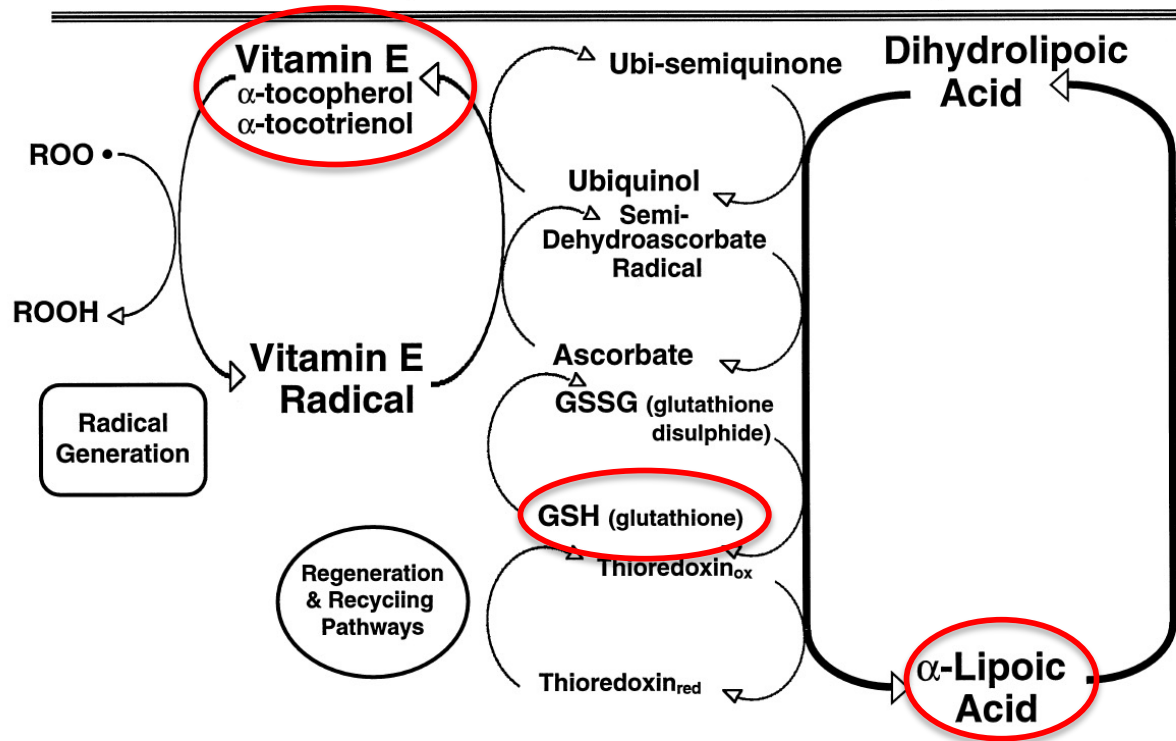 Vitamin E
α-tocopherol
α-tocotrienol
ROO •
ROOH
Vitamin E
Radical
Radical
Generation
Regeneration
& Recyciing
Pathways
Ubi-semiquinone
Ubiquinol
Semi-
Dehydroascorbate
Radical
Ascorbate
GSSG (glutathione
disulphide)
GSH (glutathione)
Thioredoxinox
Thioredoxinred
Dihydrolipoic
Acid
α-Lipoic
Acid